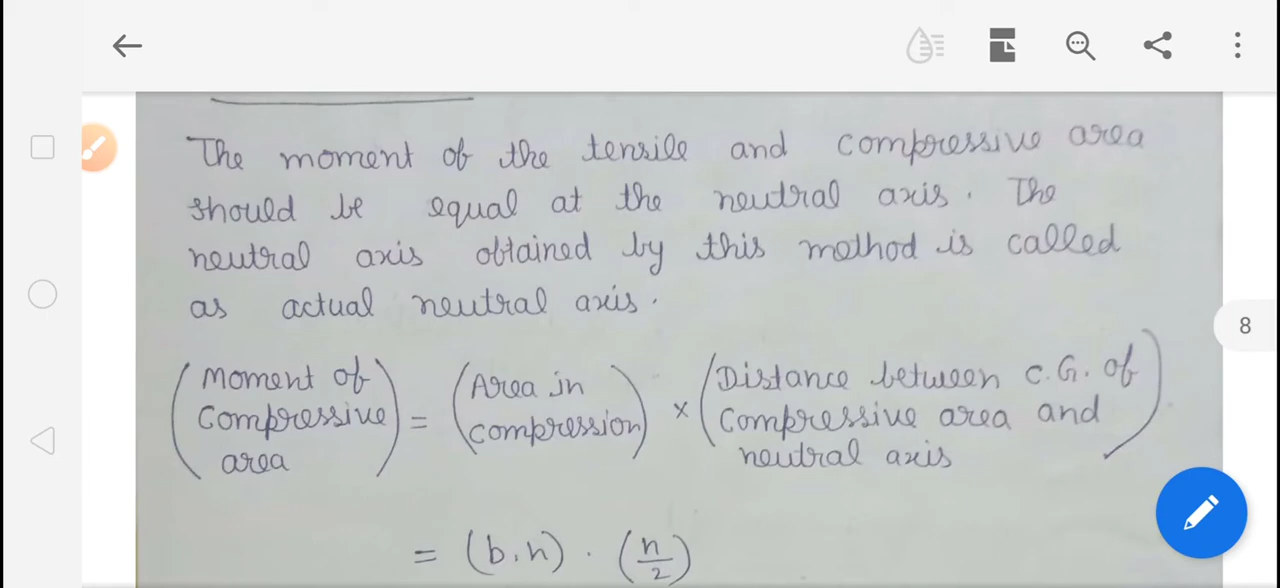 The moment of the tensile and compressive area
should be equal at the neutral axis. The
neutral axis obtained by this method is called
as actual neutral axis.
(Moment of Compressive area) = (Area in compression) × (Distance between C.G. of Compressive area and neutral axis)
= (b.n) . (n/2)
8